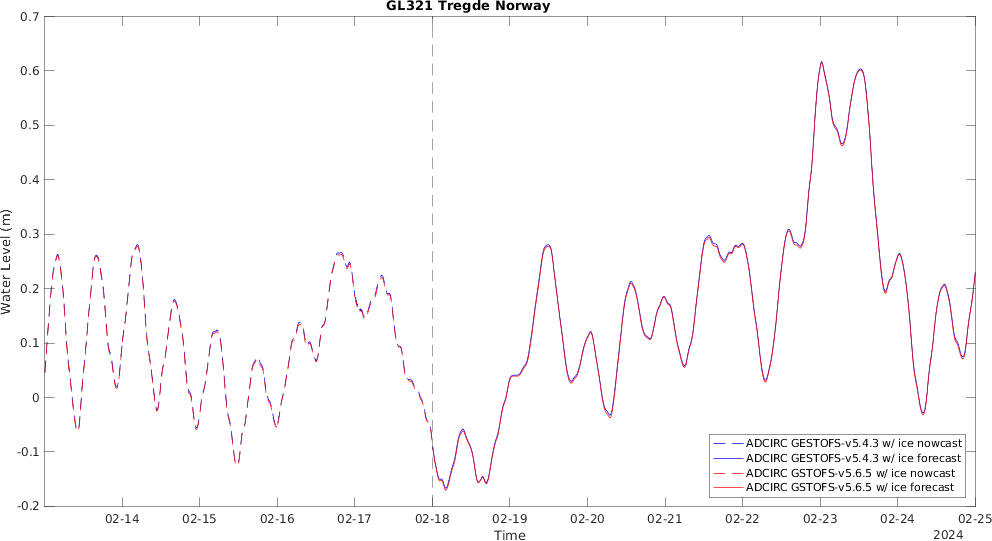 GL321 Tregde Norway
0.7
0.6
0.5
0.4
0.3
0.2
0.1
0
-0.1
-0.2
Water Level (m)
ADCIRC GESTOFS-v5.4.3 w/ ice nowcast
ADCIRC GESTOFS-v5.4.3 w/ ice forecast
ADCIRC GSTOFS-v5.6.5 w/ ice nowcast
ADCIRC GSTOFS-v5.6.5 w/ ice forecast
02-14 02-15 02-16 02-17 02-18 02-19 02-20 02-21 02-22 02-23 02-24 02-25
Time
2024